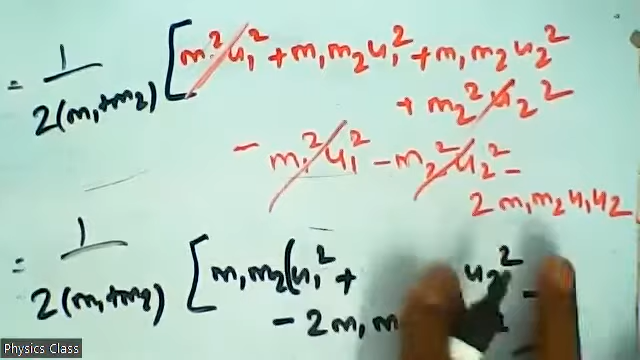 = 1/2(m₁+m₂) [m₁²u₁² + m₁m₂u₁² + m₁m₂u₂²
+ m₂²u₂²
- m₁²u₁² - m₂²u₂² -
2m₁m₂u₁u₂
= 1/2(m₁+m₂) [m₁m₂(u₁² + u₂² -
- 2m₁m
Physics Class